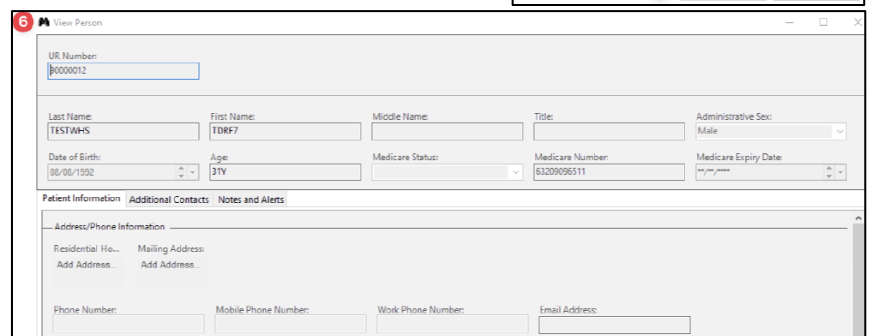 6 View Person
UR Number:
90000012
Last Name: First Name: Middle Name: Title: Administrative Sex:
TESTWHS TDRF7 Male
Date of Birth: Age: Medicare Status: Medicare Number: Medicare Expiry Date:
08/08/1992 31Y 63209096511 **/**/****
Patient Information Additional Contacts Notes and Alerts
Address/Phone Information
Residential Ho... Mailing Address:
Add Address... Add Address...
Phone Number: Mobile Phone Number: Work Phone Number: Email Address: